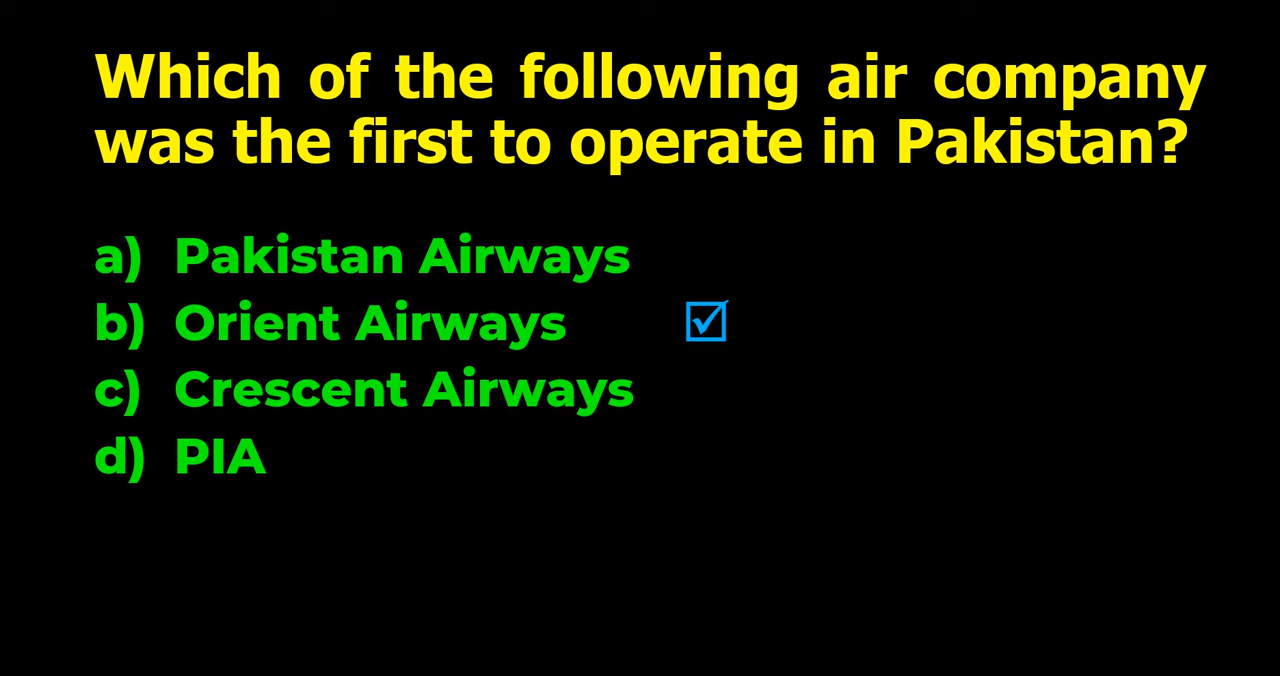 Which of the following air company
was the first to operate in Pakistan?
a) Pakistan Airways
b) Orient Airways ☑
c) Crescent Airways
d) PIA